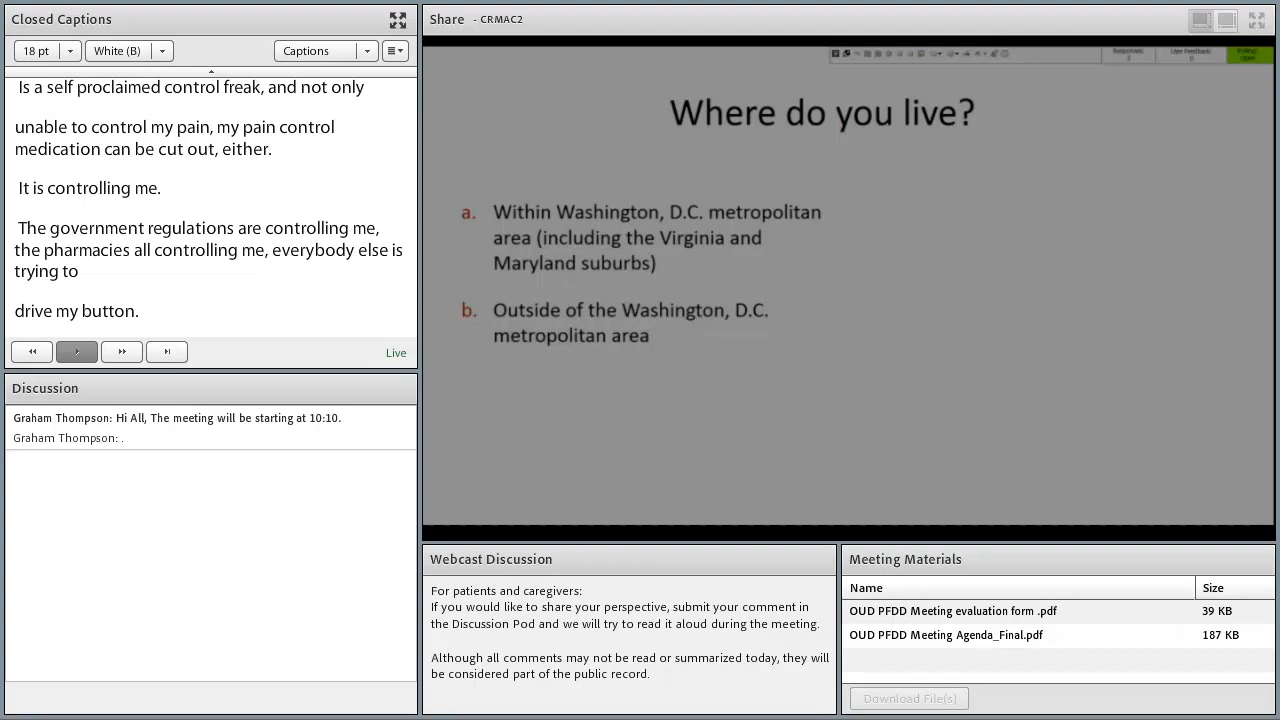 Closed Captions
18 pt
White (B)
Captions
Is a self proclaimed control freak, and not only
unable to control my pain, my pain control
medication can be cut out, either.
It is controlling me.
The government regulations are controlling me,
the pharmacies all controlling me, everybody else is
trying to
drive my button.
Live
Discussion
Graham Thompson: Hi All, The meeting will be starting at 10:10.
Graham Thompson: .
Share - CRMAC2
Responses:
User Feedback:
0
Polling:
Open
Where do you live?
a. Within Washington, D.C. metropolitan
area (including the Virginia and
Maryland suburbs)
b. Outside of the Washington, D.C.
metropolitan area
Webcast Discussion
For patients and caregivers:
If you would like to share your perspective, submit your comment in
the Discussion Pod and we will try to read it aloud during the meeting.
Although all comments may not be read or summarized today, they will
be considered part of the public record.
Meeting Materials
Name Size
OUD PFDD Meeting evaluation form .pdf 39 KB
OUD PFDD Meeting Agenda_Final.pdf 187 KB
Download File(s)